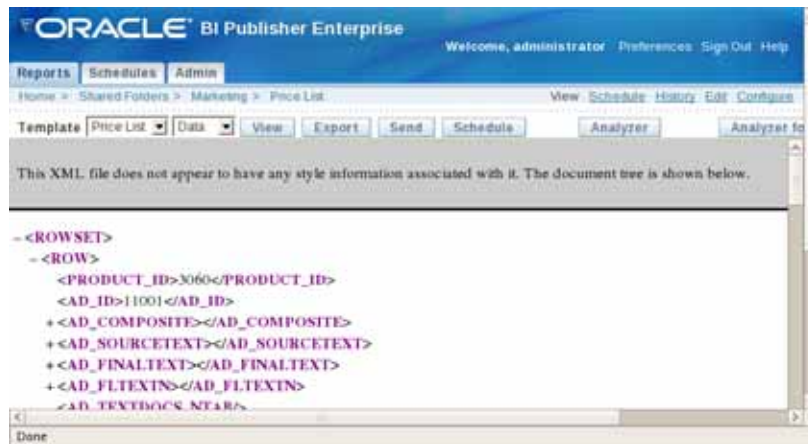 ORACLE BI Publisher Enterprise
Welcome, administrator Preferences Sign Out Help
Reports Schedules Admin
Home > Shared Folders > Marketing > Price List View Schedule History Edit Configure
Template Price List Data View Export Send Schedule Analyzer Analyzer fo
This XML file does not appear to have any style information associated with it. The document tree is shown below.
- <ROWSET>
- <ROW>
<PRODUCT_ID>3060</PRODUCT_ID>
<AD_ID>11001</AD_ID>
+ <AD_COMPOSITE></AD_COMPOSITE>
+ <AD_SOURCETEXT></AD_SOURCETEXT>
+ <AD_FINALTEXT></AD_FINALTEXT>
+ <AD_FLTEXTN></AD_FLTEXTN>
<AD_TEXTDOCS_NTAB/>
Done